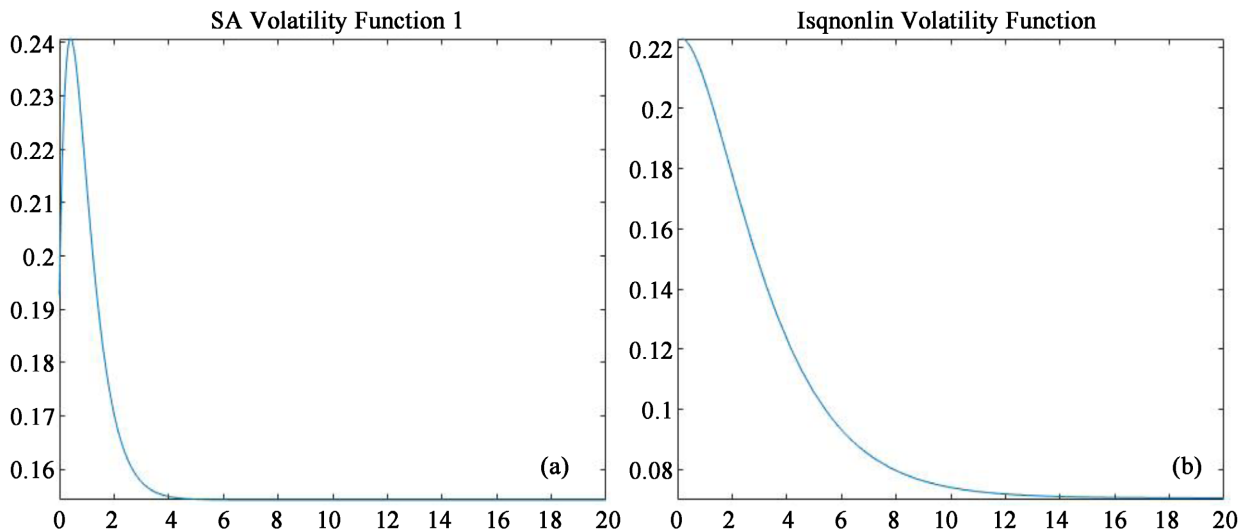 SA Volatility Function 1
0.24
0.23
0.22
0.21
0.2
0.19
0.18
0.17
0.16
(a)
0 2 4 6 8 10 12 14 16 18 20
Isqnonlin Volatility Function
0.22
0.2
0.18
0.16
0.14
0.12
0.1
0.08
(b)
0 2 4 6 8 10 12 14 16 18 20